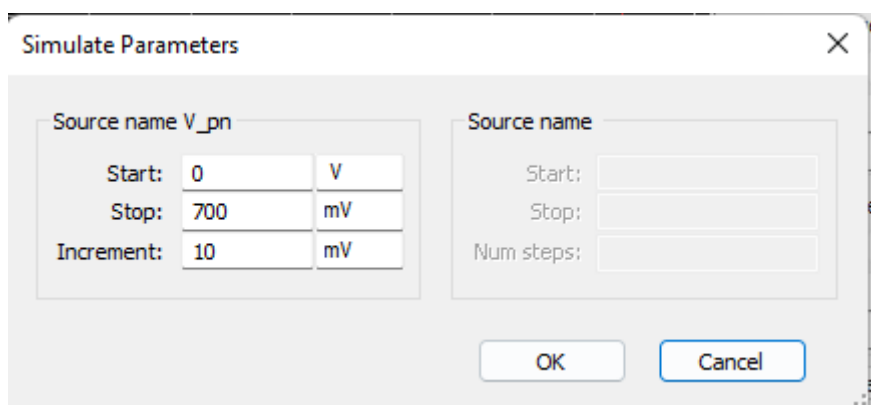 Simulate Parameters
Source name V_pn
Start: 0 V
Stop: 700 mV
Increment: 10 mV
Source name
Start:
Stop:
Num steps:
OK Cancel